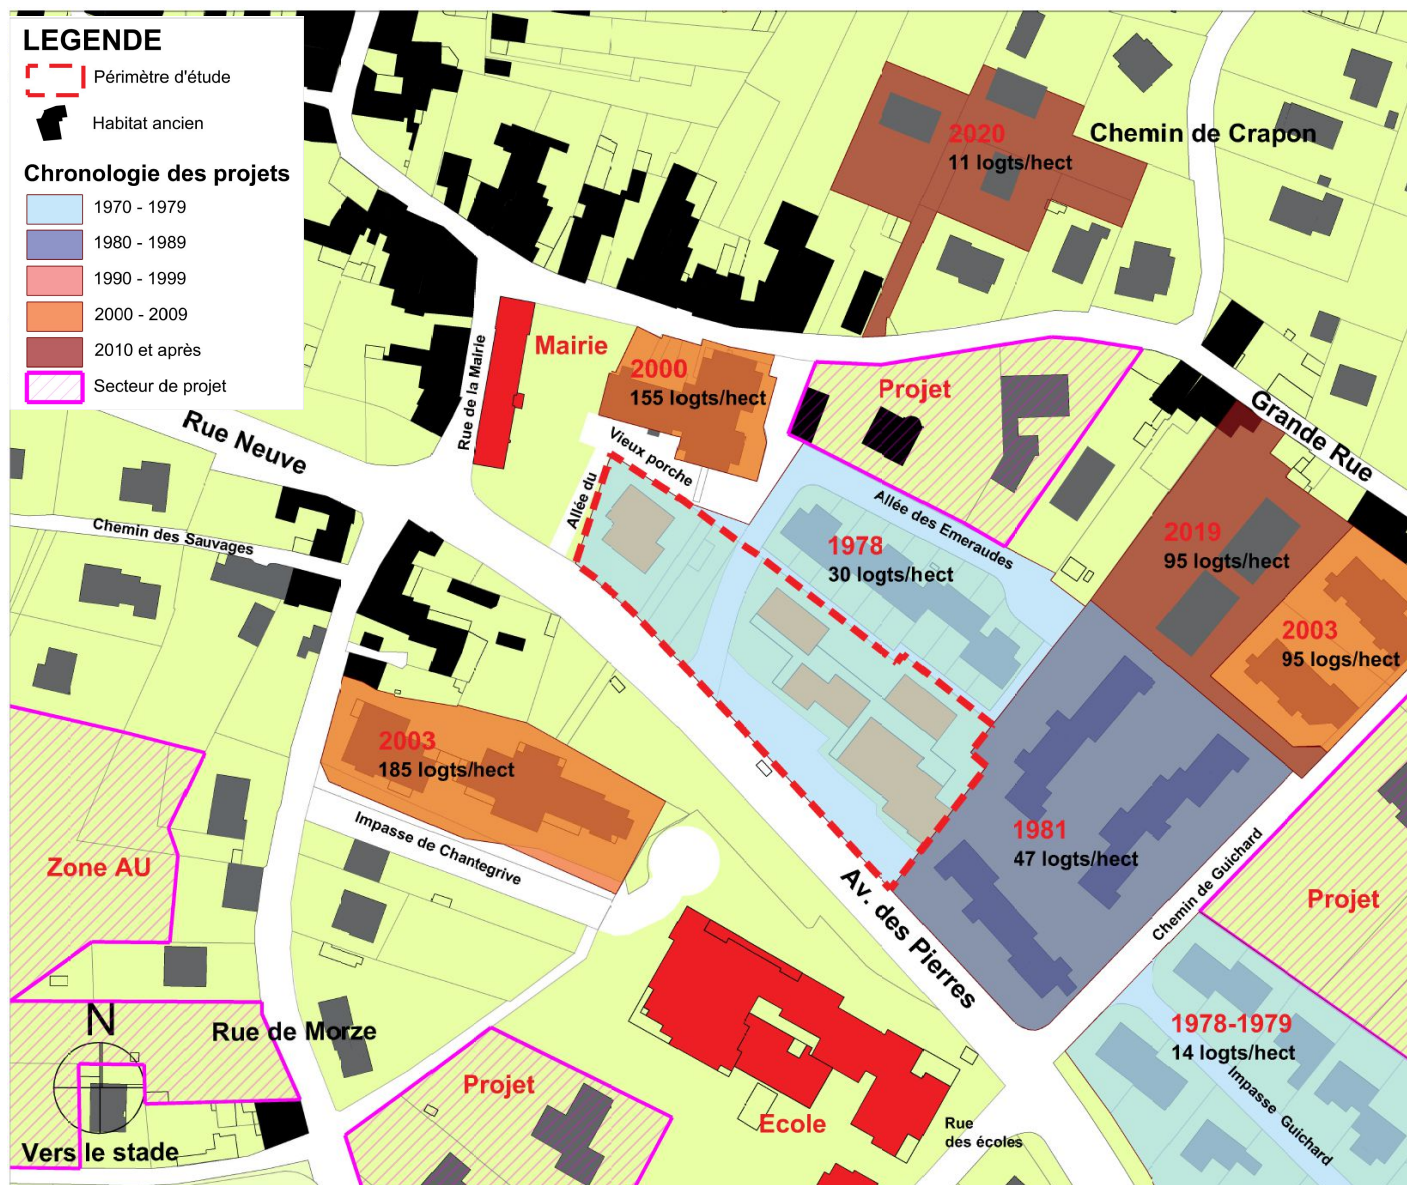 LEGENDE
Périmètre d'étude
Habitat ancien
Chronologie des projets
1970 - 1979
1980 - 1989
1990 - 1999
2000 - 2009
2010 et après
Secteur de projet
2020
11 logts/hect
Chemin de Crapon
Mairie
Rue de la Mairie
2000
155 logts/hect
Projet
Grande Rue
Rue Neuve
Vieux porche
Allée du
Allée des Emeraudes
Chemin des Sauvages
1978
30 logts/hect
2019
95 logts/hect
2003
95 logs/hect
2003
185 logts/hect
Impasse de Chantegrive
1981
47 logts/hect
Zone AU
Av. des Pierres
Chemin de Guichard
Projet
N
Rue de Morze
1978-1979
14 logts/hect
Impasse Guichard
Projet
Ecole
Rue
des écoles
Vers le stade